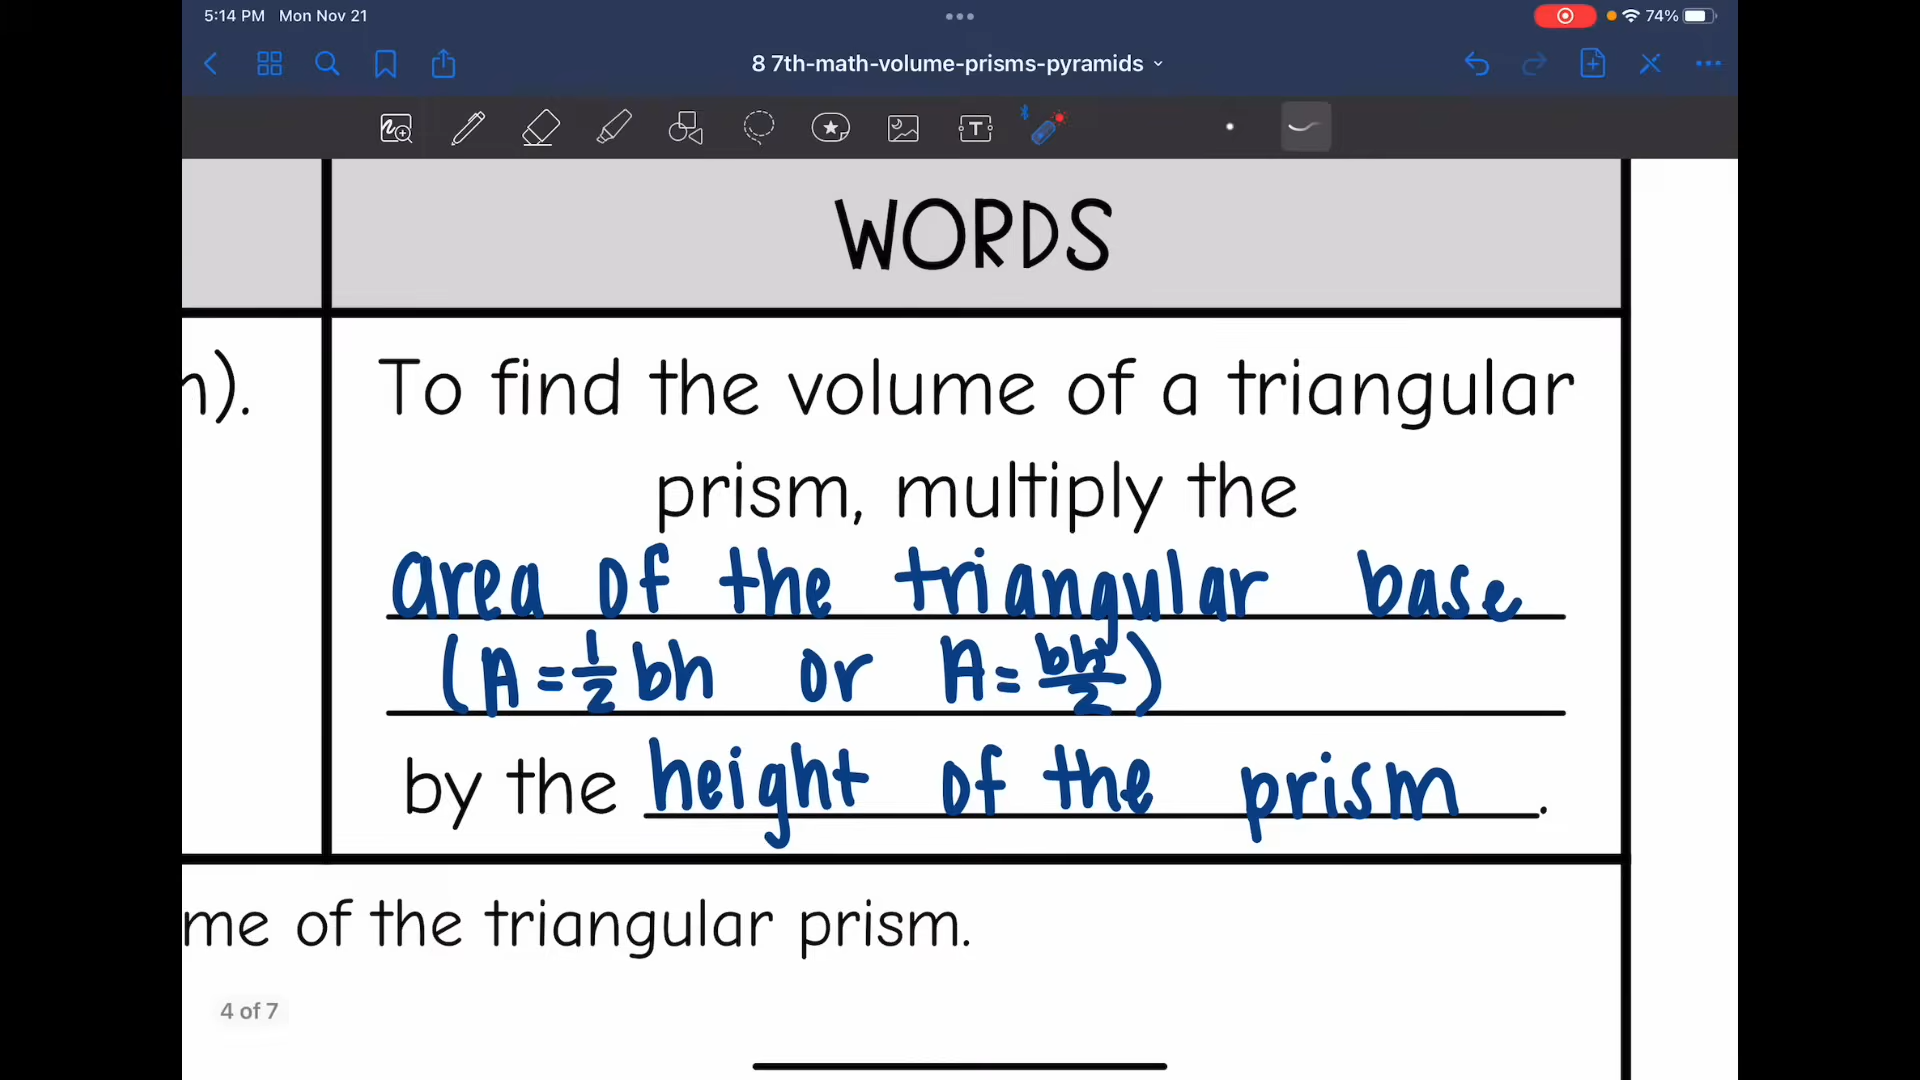 5:14 PM Mon Nov 21
74%
8 7th-math-volume-prisms-pyramids
T
WORDS
).
To find the volume of a triangular
prism, multiply the
area of the triangular base
(A = 1/2 bh or A = bh/2)
by the height of the prism.
me of the triangular prism.
4 of 7